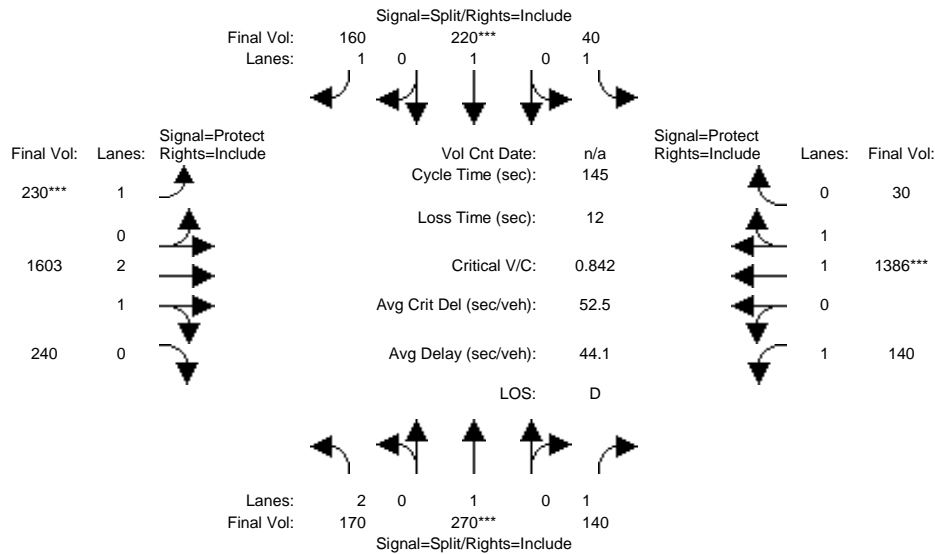 Signal=Split/Rights=Include
Final Vol: 160 220*** 40
Lanes: 1 0 1 0 1
Signal=Protect
Final Vol: Lanes: Rights=Include
Vol Cnt Date: n/a
Signal=Protect
Rights=Include Lanes: Final Vol:
Cycle Time (sec): 145
230*** 1
0 30
Loss Time (sec): 12
0
1
1603 2
Critical V/C: 0.842
1 1386***
1
Avg Crit Del (sec/veh): 52.5
0
240 0
Avg Delay (sec/veh): 44.1
1 140
LOS: D
Lanes: 2 0 1 0 1
Final Vol: 170 270*** 140
Signal=Split/Rights=Include